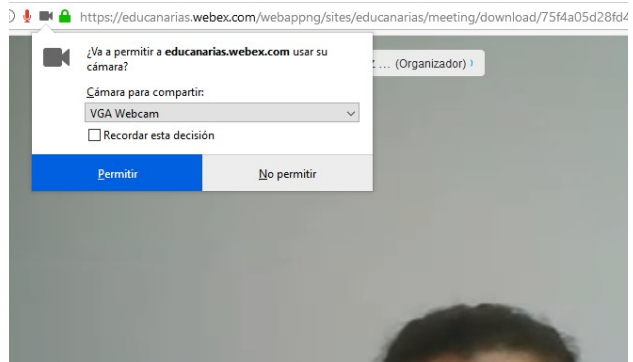 https://educanarias.webex.com/webappng/sites/educanarias/meeting/download/75f4a05d28fd4
¿Va a permitir a educanarias.webex.com usar su
cámara?
... (Organizador)
Cámara para compartir:
VGA Webcam
Recordar esta decisión
Permitir
No permitir